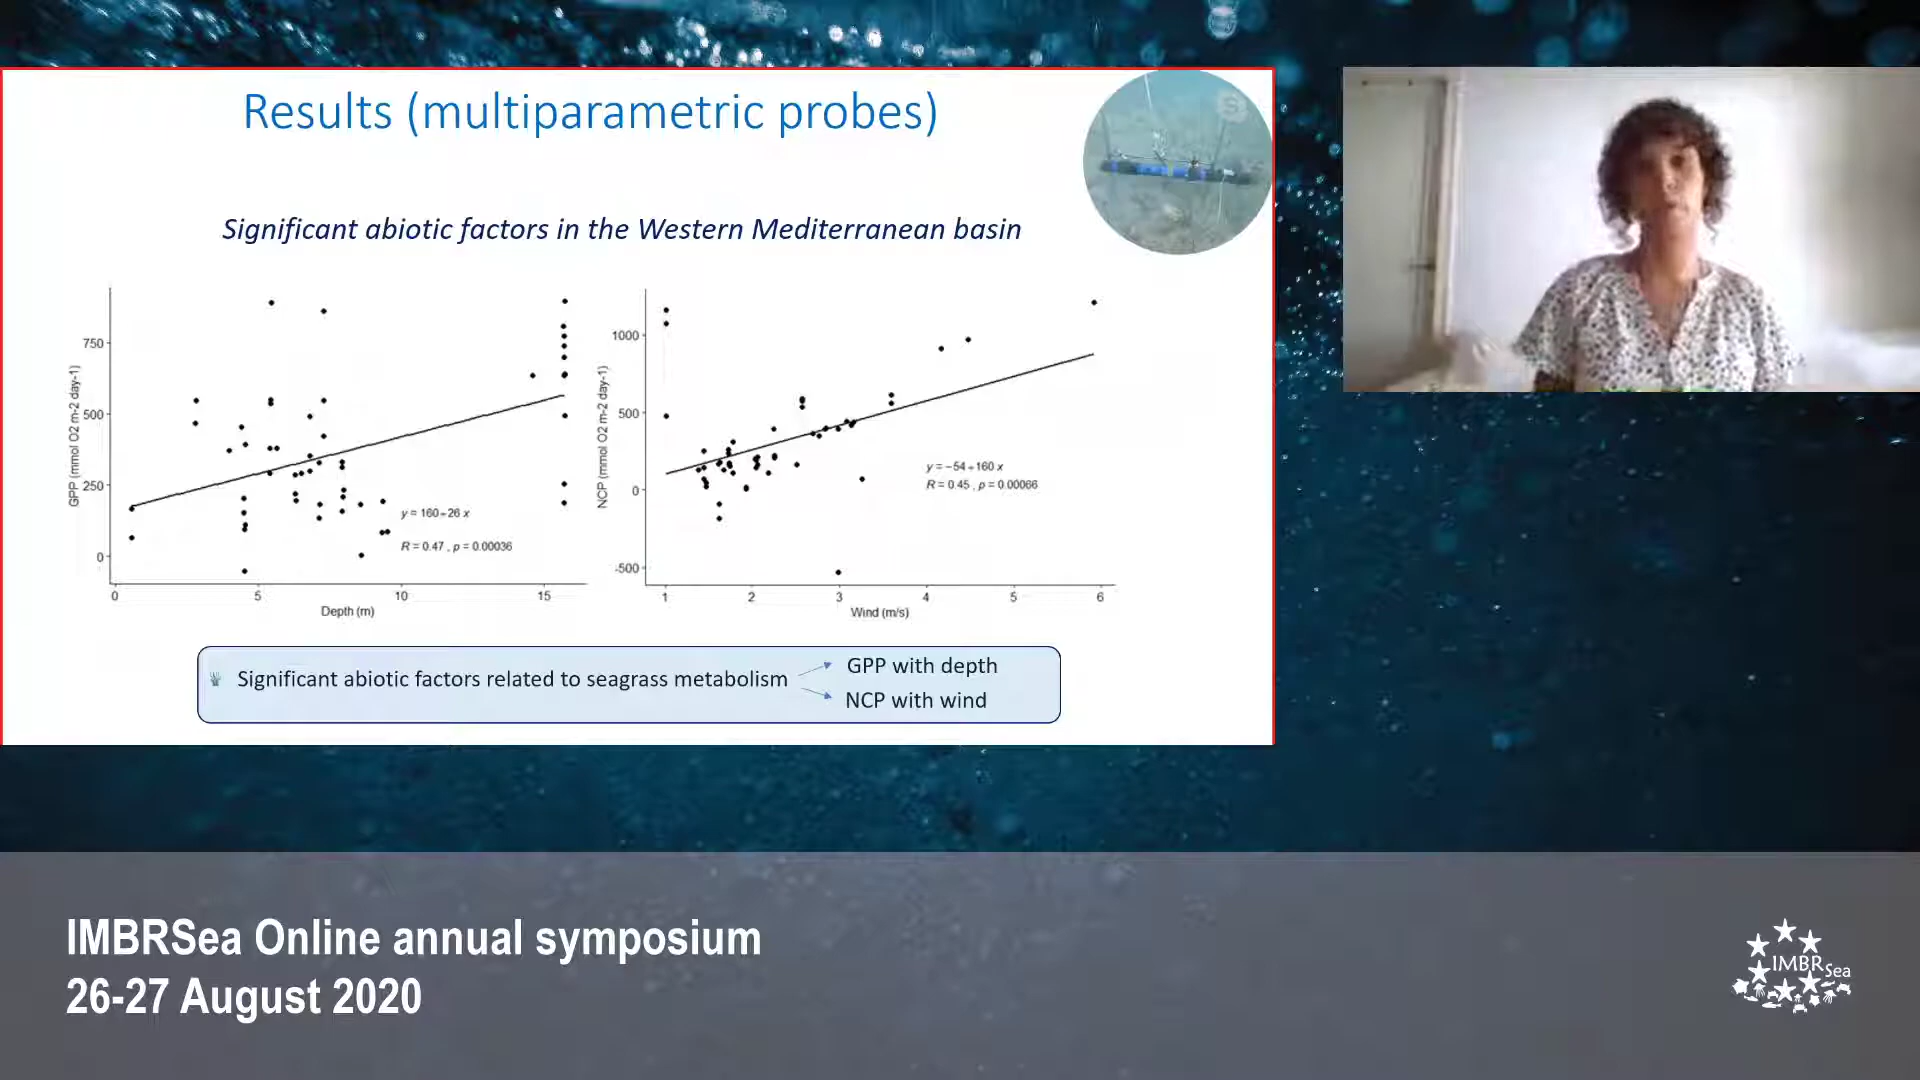 Results (multiparametric probes)
Significant abiotic factors in the Western Mediterranean basin
GPP (mmol O2 m-2 day-1)
750
500
250
0
0 5 10 15
Depth (m)
y = 160+26 x
R = 0.47 , p = 0.00036
NCP (mmol O2 m-2 day-1)
1000
500
0
-500
1 2 3 4 5 6
Wind (m/s)
y = −54+160 x
R = 0.45 , p = 0.00066
Significant abiotic factors related to seagrass metabolism
GPP with depth
NCP with wind
IMBRSea Online annual symposium
26-27 August 2020
IMBRSea